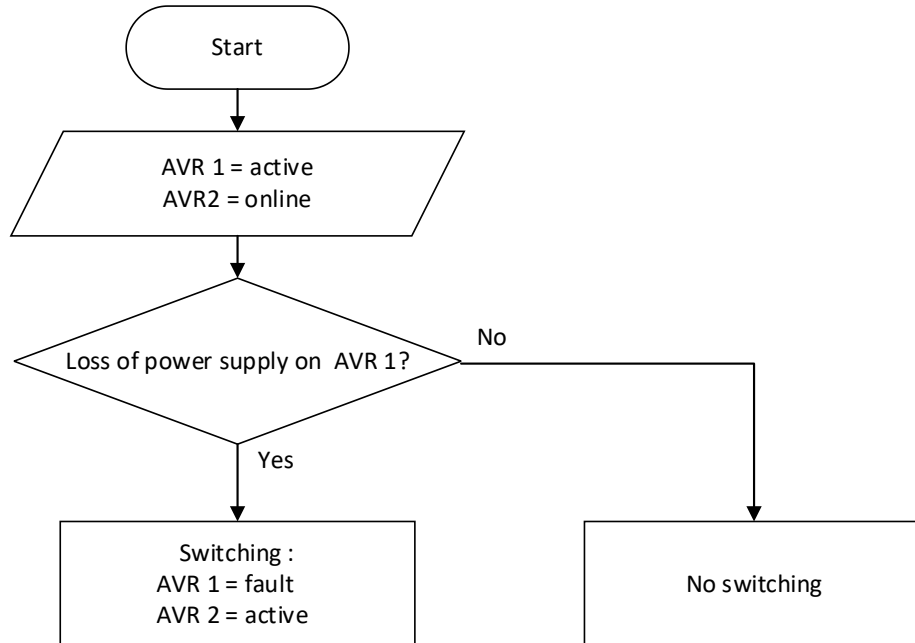 Start
AVR 1 = active
AVR2 = online
Loss of power supply on AVR 1?
No
Yes
Switching :
AVR 1 = fault
AVR 2 = active
No switching